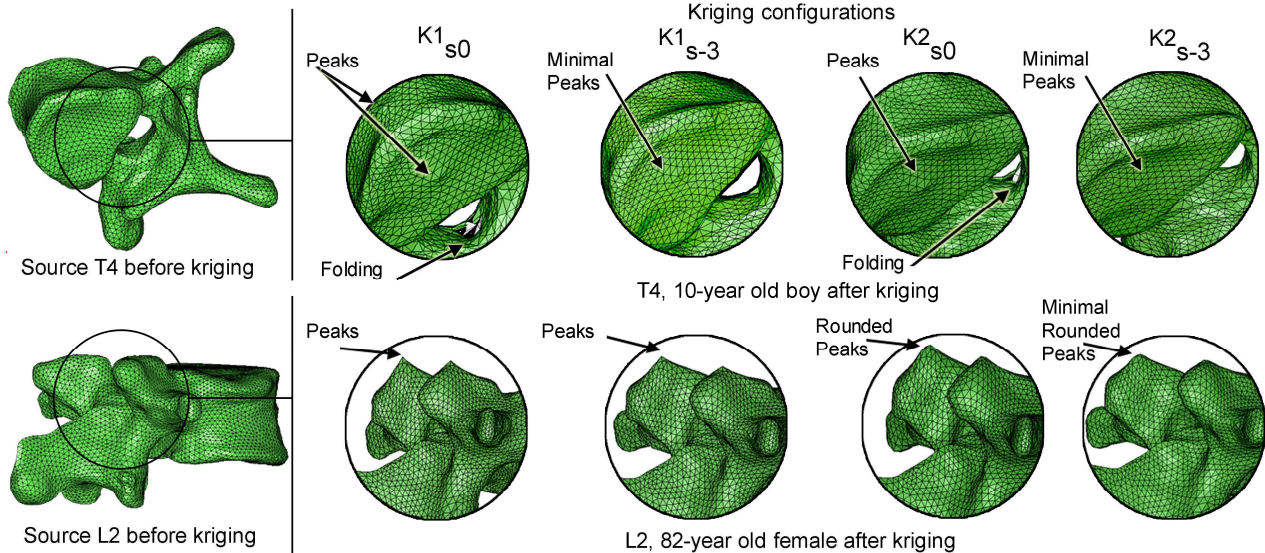 Kriging configurations
K1s0
K1s-3
K2s0
K2s-3
Peaks
Minimal
Peaks
Peaks
Minimal
Peaks
Folding
Folding
Source T4 before kriging
T4, 10-year old boy after kriging
Peaks
Peaks
Rounded
Peaks
Minimal
Rounded
Peaks
Source L2 before kriging
L2, 82-year old female after kriging